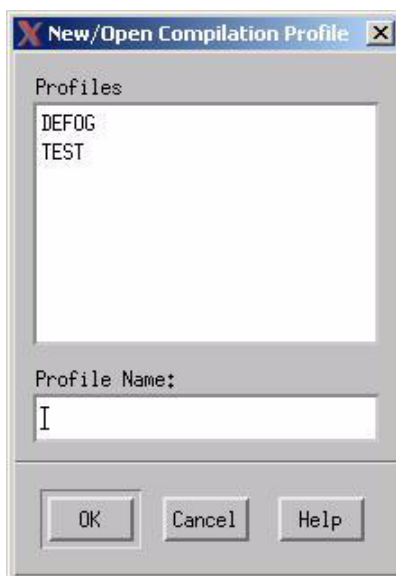 New/Open Compilation Profile
Profiles
DEFOG
TEST
Profile Name:
OK Cancel Help